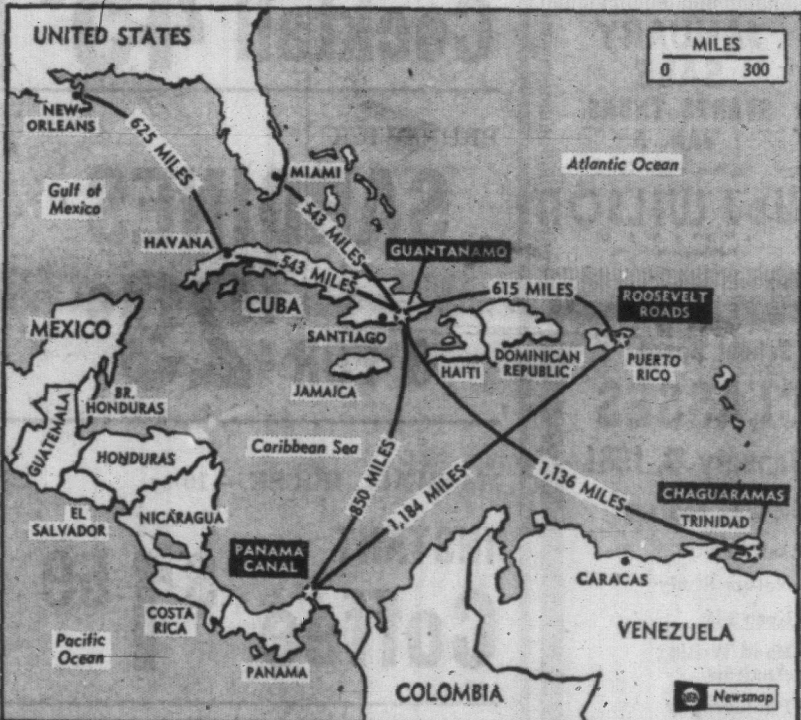 UNITED STATES
MILES
0 300
NEW
ORLEANS
625 MILES
MIAMI
Atlantic Ocean
Gulf of
Mexico
543 MILES
HAVANA
GUANTANAMO
543 MILES
615 MILES
ROOSEVELT
ROADS
CUBA
MEXICO
SANTIAGO
DOMINICAN
REPUBLIC
HAITI
PUERTO
RICO
JAMAICA
BR.
HONDURAS
GUATEMALA
HONDURAS
Caribbean Sea
850 MILES
1,184 MILES
1,136 MILES
CHAGUARAMAS
TRINIDAD
EL
SALVADOR
NICARAGUA
PANAMA
CANAL
CARACAS
COSTA
RICA
VENEZUELA
Pacific
Ocean
PANAMA
COLOMBIA
Newsmap